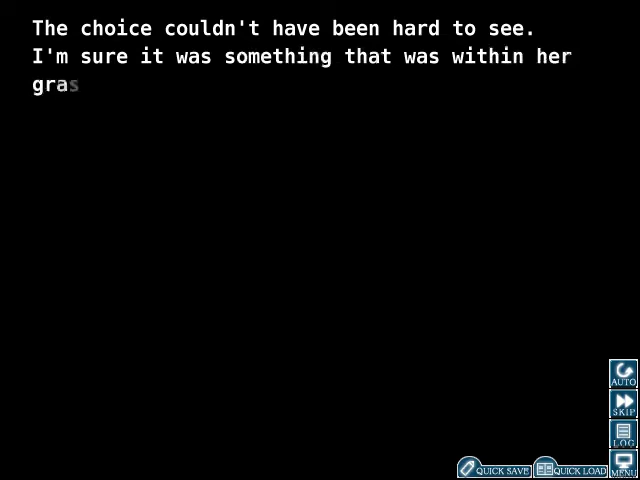 The choice couldn't have been hard to see.
I'm sure it was something that was within her
gras
AUTO
SKIP
LOG
QUICK SAVE
QUICK LOAD
MENU